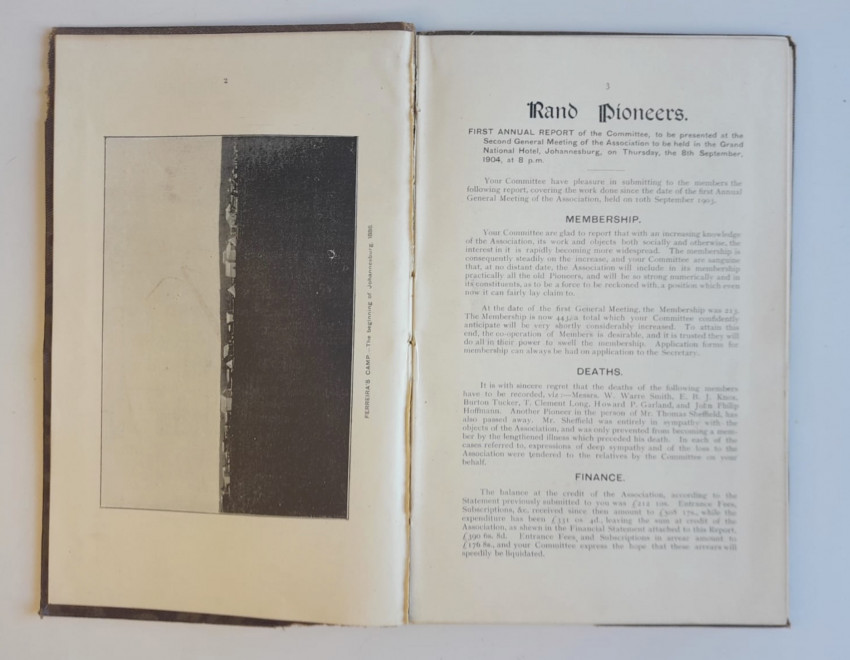 2
FERREIRA'S CAMP.—The beginning of Johannesburg, 1886.
3
Rand Pioneers.
FIRST ANNUAL REPORT of the Committee, to be presented at the
Second General Meeting of the Association to be held in the Grand
National Hotel, Johannesburg, on Thursday, the 8th September,
1904, at 8 p.m.
Your Committee have pleasure in submitting to the members the
following report, covering the work done since the date of the first Annual
General Meeting of the Association, held on 10th September 1903.
MEMBERSHIP.
Your Committee are glad to report that with an increasing knowledge
of the Association, its work and objects both socially and otherwise, the
interest in it is rapidly becoming more widespread. The membership is
consequently steadily on the increase, and your Committee are sanguine
that, at no distant date, the Association will include in its membership
practically all the old Pioneers, and will be so strong numerically and in
its constituents, as to be a force to be reckoned with, a position which even
now it can fairly lay claim to.
At the date of the first General Meeting, the Membership was 223.
The Membership is now 443, a total which your Committee confidently
anticipate will be very shortly considerably increased. To attain this
end, the co-operation of Members is desirable, and it is trusted they will
do all in their power to swell the membership. Application forms for
membership can always be had on application to the Secretary.
DEATHS.
It is with sincere regret that the deaths of the following members
have to be recorded, viz:—Messrs. W. Watts Smith, E. B. J. Knox,
Burton Tucker, T. Clement Long, Howard P. Garland, and John Philip
Hoffmann. Another Pioneer in the person of Mr. Thomas Sheffield, has
also passed away. Mr. Sheffield was entirely in sympathy with the
objects of the Association, and was only prevented from becoming a mem-
ber by the lengthened illness which preceded his death. In each of the
cases referred to, expressions of deep sympathy and of the loss to the
Association were tendered to the relatives by the Committee on your
behalf.
FINANCE.
The balance at the credit of the Association, according to the
Statement previously submitted to you was £212 10s. Entrance Fees,
Subscriptions, &c. received since then amount to £508 17s., while the
expenditure has been £331 0s 4d., leaving the sum at credit of the
Association, as shewn in the Financial Statement attached to this Report,
£390 6s. 8d. Entrance Fees, and Subscriptions in arrear amount to
£176 8s., and your Committee express the hope that these arrears will
speedily be liquidated.